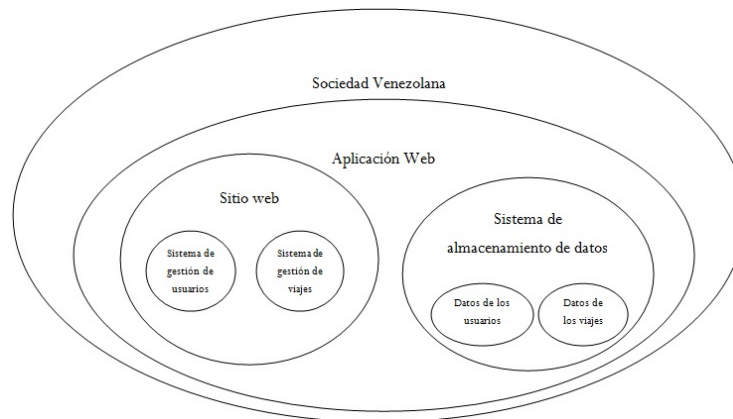 Sociedad Venezolana
Aplicación Web
Sitio web
Sistema de
gestión de
usuarios
Sistema de
gestión de
viajes
Sistema de
almacenamiento de datos
Datos de los
usuarios
Datos de
los viajes